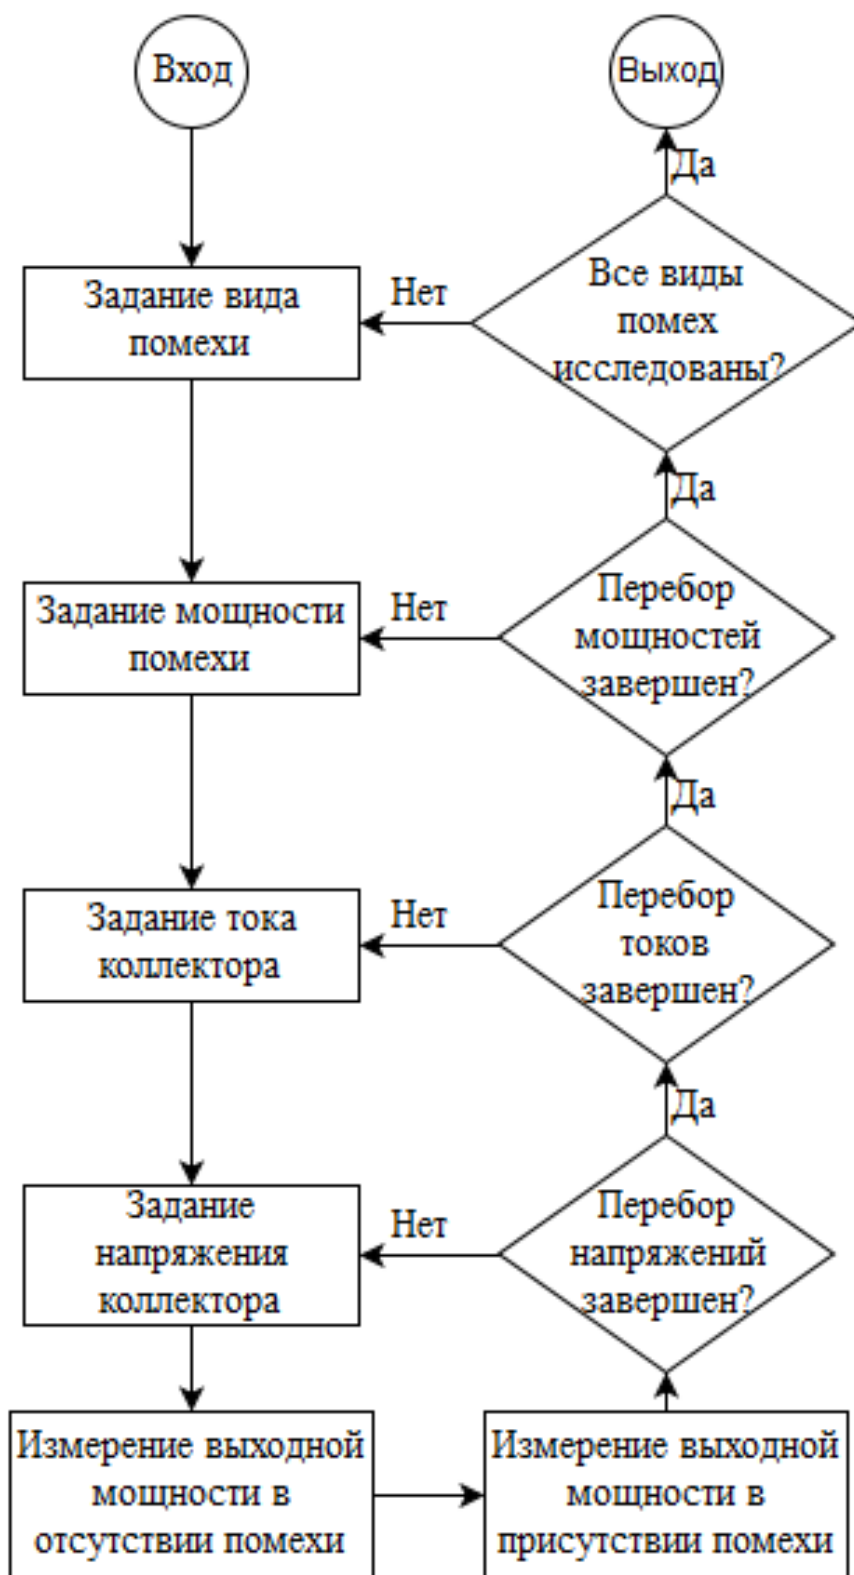 Вход
Выход
Да
Задание вида
помехи
Нет
Все виды
помех
исследованы?
Да
Задание мощности
помехи
Нет
Перебор
мощностей
завершен?
Да
Задание тока
коллектора
Нет
Перебор
токов
завершен?
Да
Задание
напряжения
коллектора
Нет
Перебор
напряжений
завершен?
Измерение выходной
мощности в
отсутствии помехи
Измерение выходной
мощности в
присутствии помехи